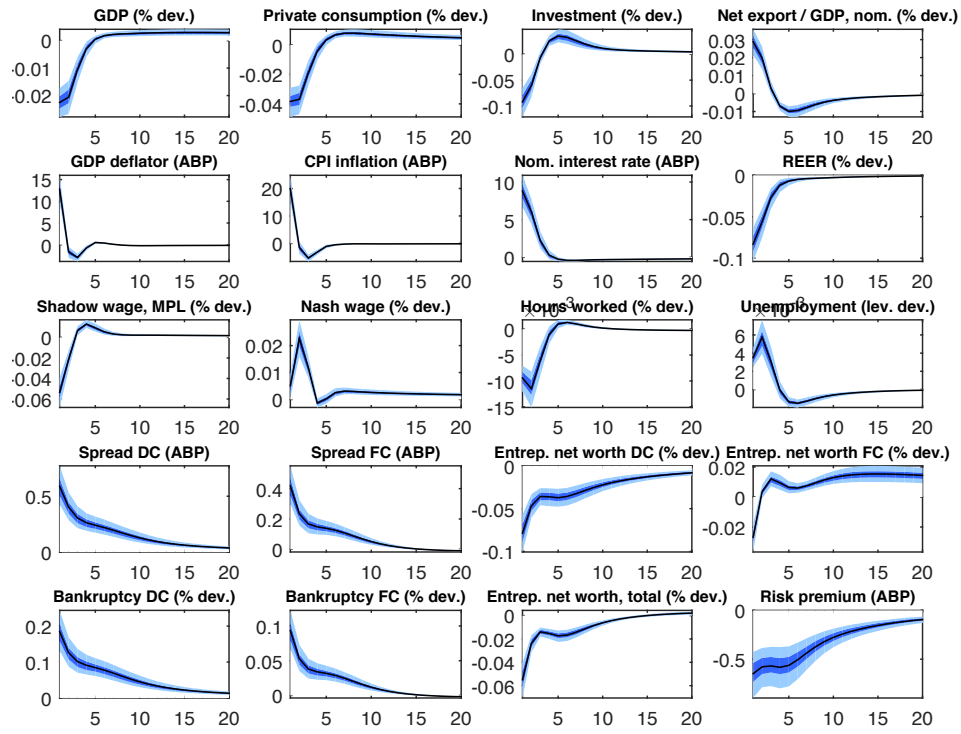 GDP (% dev.) Private consumption (% dev.) Investment (% dev.) Net export / GDP, nom. (% dev.)
0 0 0 0.03
-0.01 -0.02 -0.05 0.02
-0.02 -0.04 -0.1 0.01
0
-0.01
5 10 15 20 5 10 15 20 5 10 15 20 5 10 15 20
GDP deflator (ABP) CPI inflation (ABP) Nom. interest rate (ABP) REER (% dev.)
15 20 10 0
10 10 5 -0.05
5 0 0 -0.1
0
5 10 15 20 5 10 15 20 5 10 15 20 5 10 15 20
Shadow wage, MPL (% dev.) Nash wage (% dev.) Hours worked (% dev.) Unemployment (lev. dev.)
×10-3 ×10-3
0 0.02 0 6
-0.02 0.01 -5 4
-0.04 0 -10 2
-0.06 -15 0
5 10 15 20 5 10 15 20 5 10 15 20 5 10 15 20
Spread DC (ABP) Spread FC (ABP) Entrep. net worth DC (% dev.) Entrep. net worth FC (% dev.)
0.5 0.4 0 0.02
0 0.2 -0.05 0
0 -0.1 -0.02
5 10 15 20 5 10 15 20 5 10 15 20 5 10 15 20
Bankruptcy DC (% dev.) Bankruptcy FC (% dev.) Entrep. net worth, total (% dev.) Risk premium (ABP)
0.2 0.1 0 0
0.1 0.05 -0.02 -0.5
0 0 -0.04
-0.06
5 10 15 20 5 10 15 20 5 10 15 20 5 10 15 20